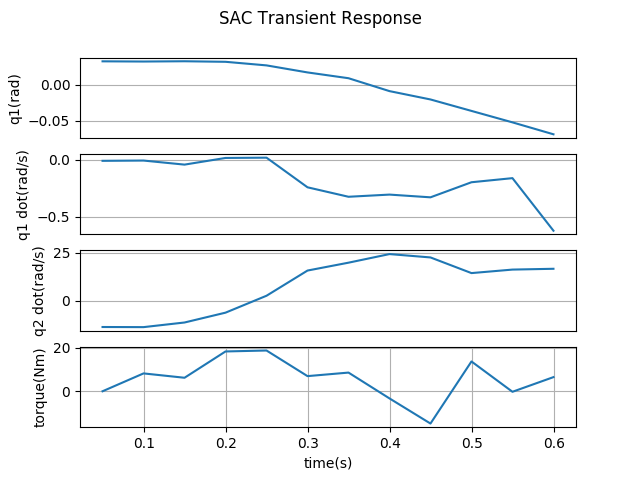 SAC Transient Response
q1(rad)
0.00
−0.05
q1 dot(rad/s)
0.0
−0.5
q2 dot(rad/s)
25
0
torque(Nm)
20
0
0.1 0.2 0.3 0.4 0.5 0.6
time(s)